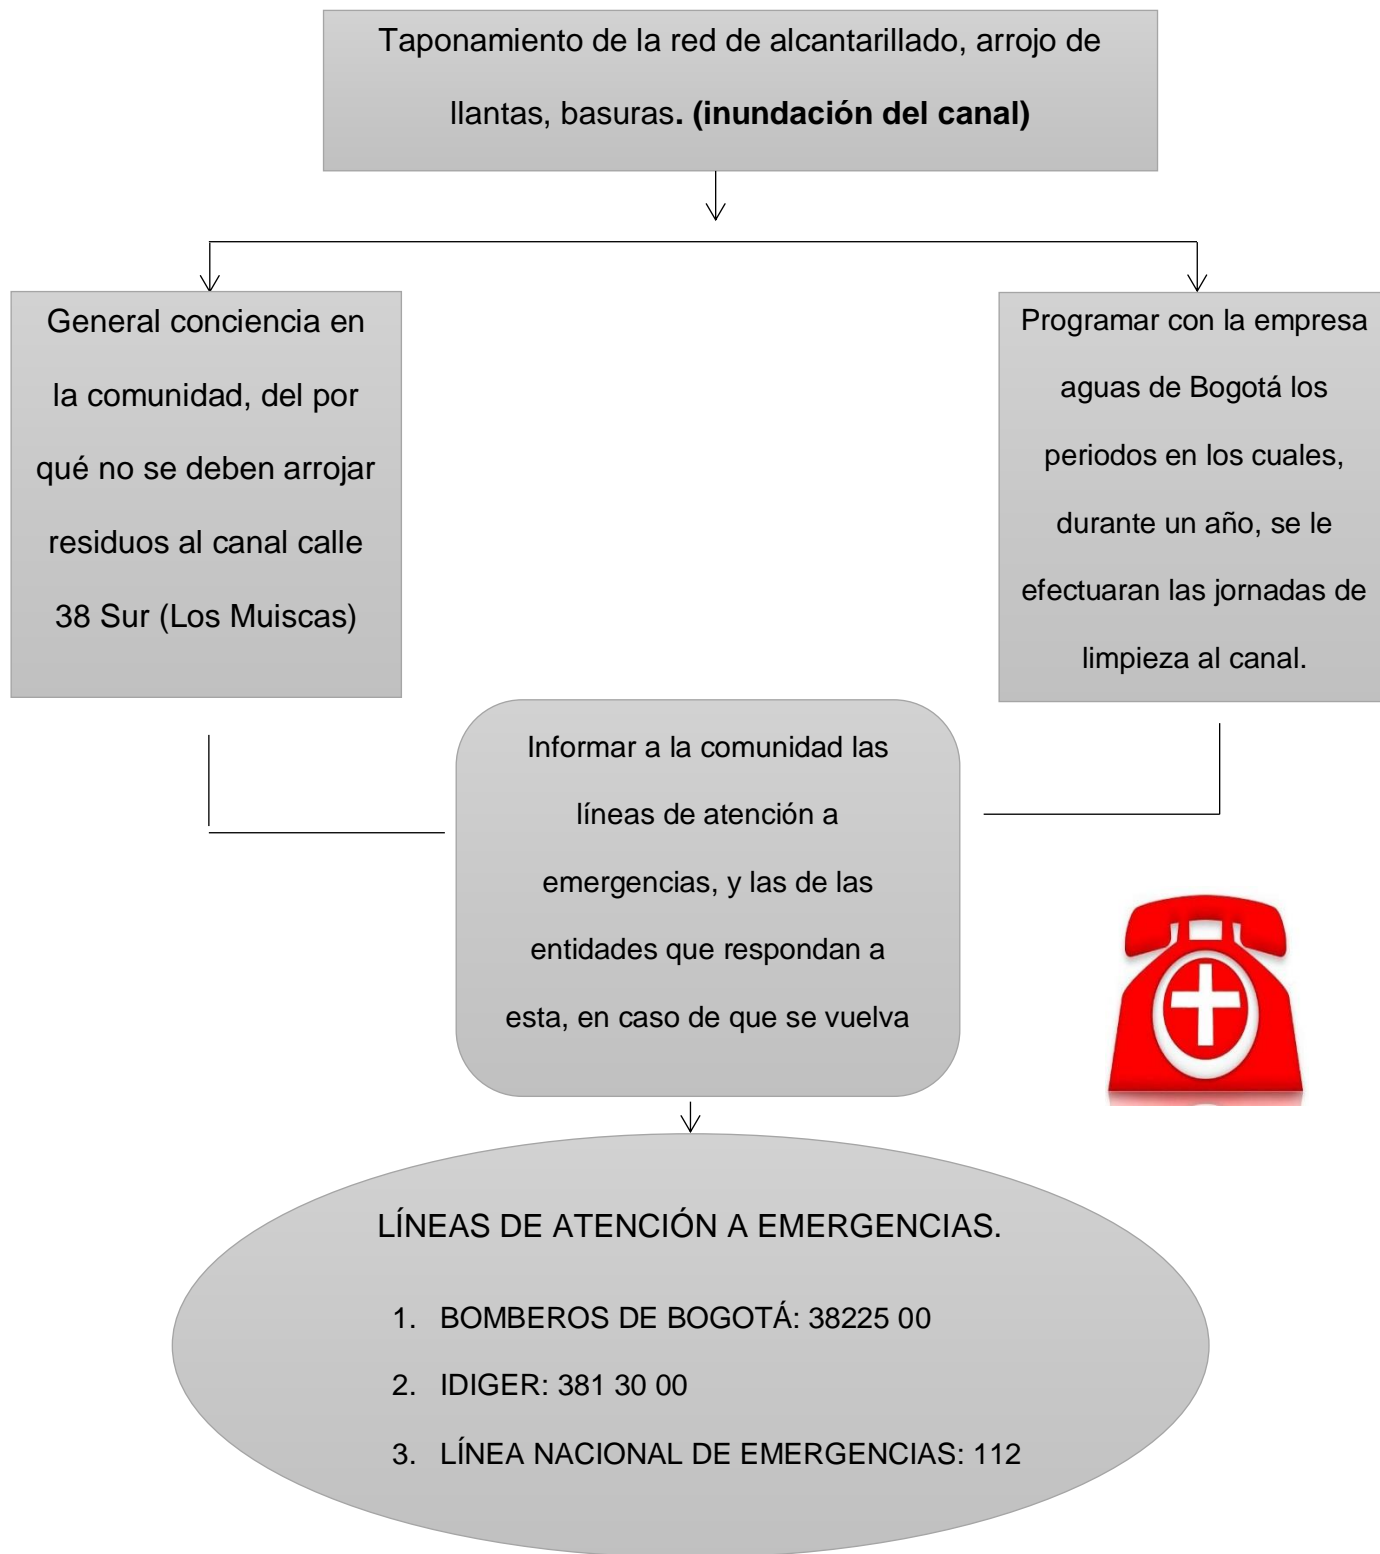 Taponamiento de la red de alcantarillado, arrojo de
llantas, basuras. (inundación del canal)
General conciencia en
la comunidad, del por
qué no se deben arrojar
residuos al canal calle
38 Sur (Los Muiscas)
Programar con la empresa
aguas de Bogotá los
periodos en los cuales,
durante un año, se le
efectuaran las jornadas de
limpieza al canal.
Informar a la comunidad las
líneas de atención a
emergencias, y las de las
entidades que respondan a
esta, en caso de que se vuelva
LÍNEAS DE ATENCIÓN A EMERGENCIAS.
1. BOMBEROS DE BOGOTÁ: 38225 00
2. IDIGER: 381 30 00
3. LÍNEA NACIONAL DE EMERGENCIAS: 112